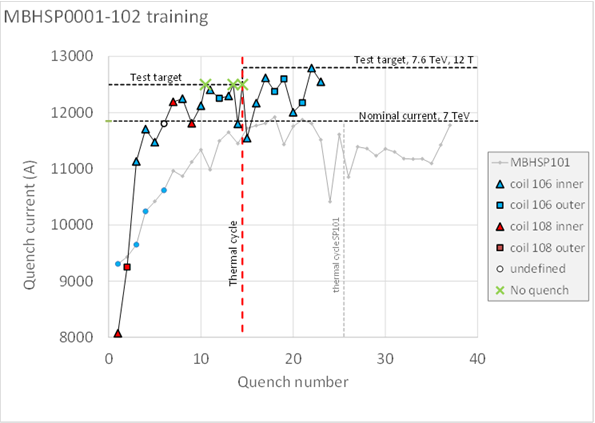 MBHSP0001-102 training
13000
12000
11000
10000
9000
8000
Quench current (A)
0
10
20
30
40
Quench number
Test target
Test target, 7.6 TeV, 12 T
Nominal current, 7 TeV
Thermal cycle
thermal cycle SP101
MBHSP101
coil 106 inner
coil 106 outer
coil 108 inner
coil 108 outer
undefined
No quench